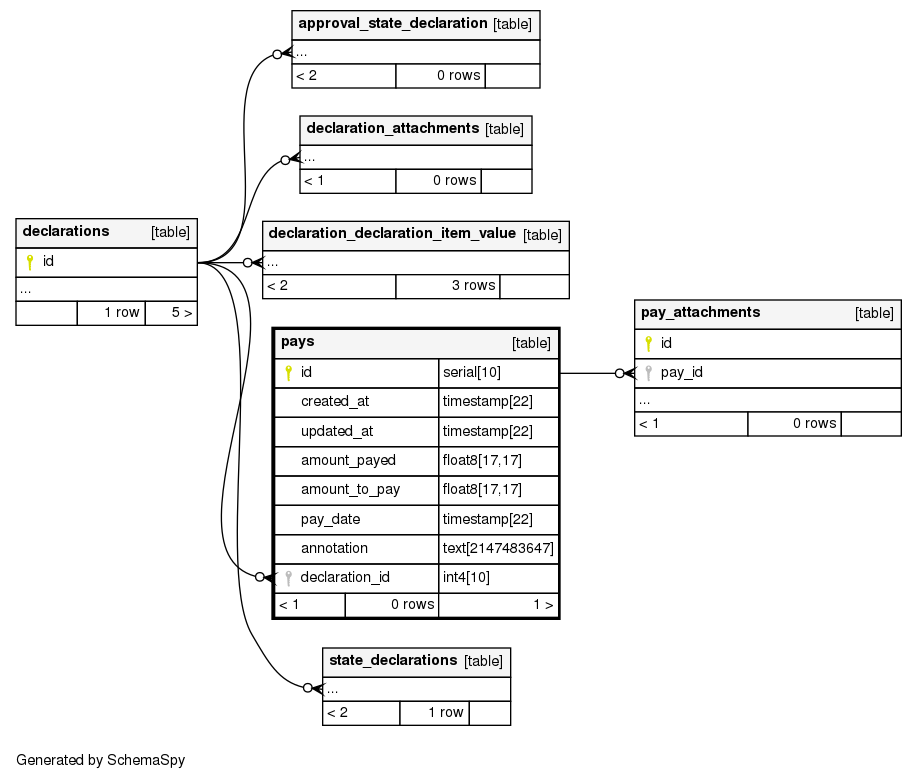 approval_state_declaration [table]
...
< 2 0 rows
declaration_attachments [table]
...
< 1 0 rows
declarations [table]
id
...
1 row 5 >
declaration_declaration_item_value [table]
...
< 2 3 rows
pays [table]
id serial[10]
created_at timestamp[22]
updated_at timestamp[22]
amount_payed float8[17,17]
amount_to_pay float8[17,17]
pay_date timestamp[22]
annotation text[2147483647]
declaration_id int4[10]
< 1 0 rows 1 >
pay_attachments [table]
id
pay_id
...
< 1 0 rows
state_declarations [table]
...
< 2 1 row
Generated by SchemaSpy